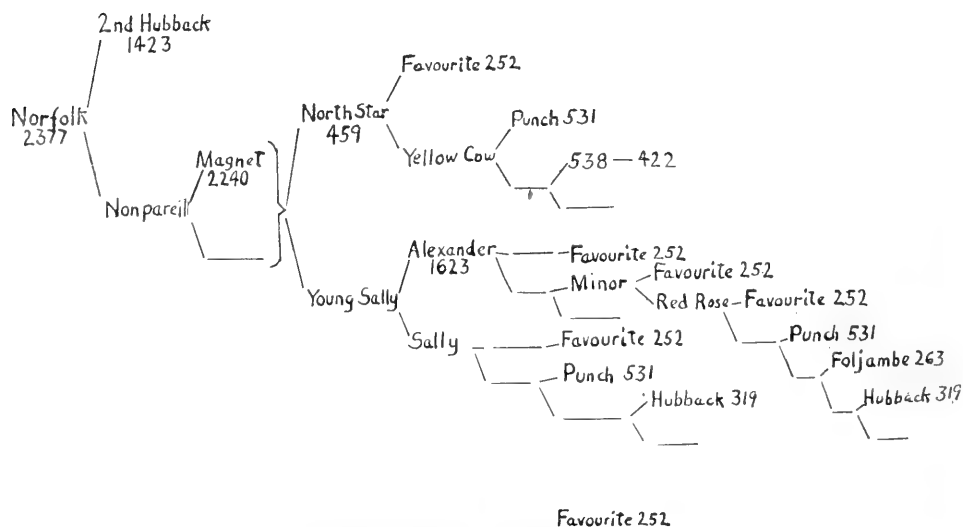 2nd Hubback
1423
Favourite 252
Norfolk
2377
North Star
459
Punch 531
Yellow Cow
538 — 422
Magnet
2240
Nonpareil
Alexander
1623
Favourite 252
Minor
Favourite 252
Young Sally
Red Rose – Favourite 252
Sally
Favourite 252
Punch 531
Foljambe 263
Punch 531
Hubback 319
Hubback 319
Favourite 252